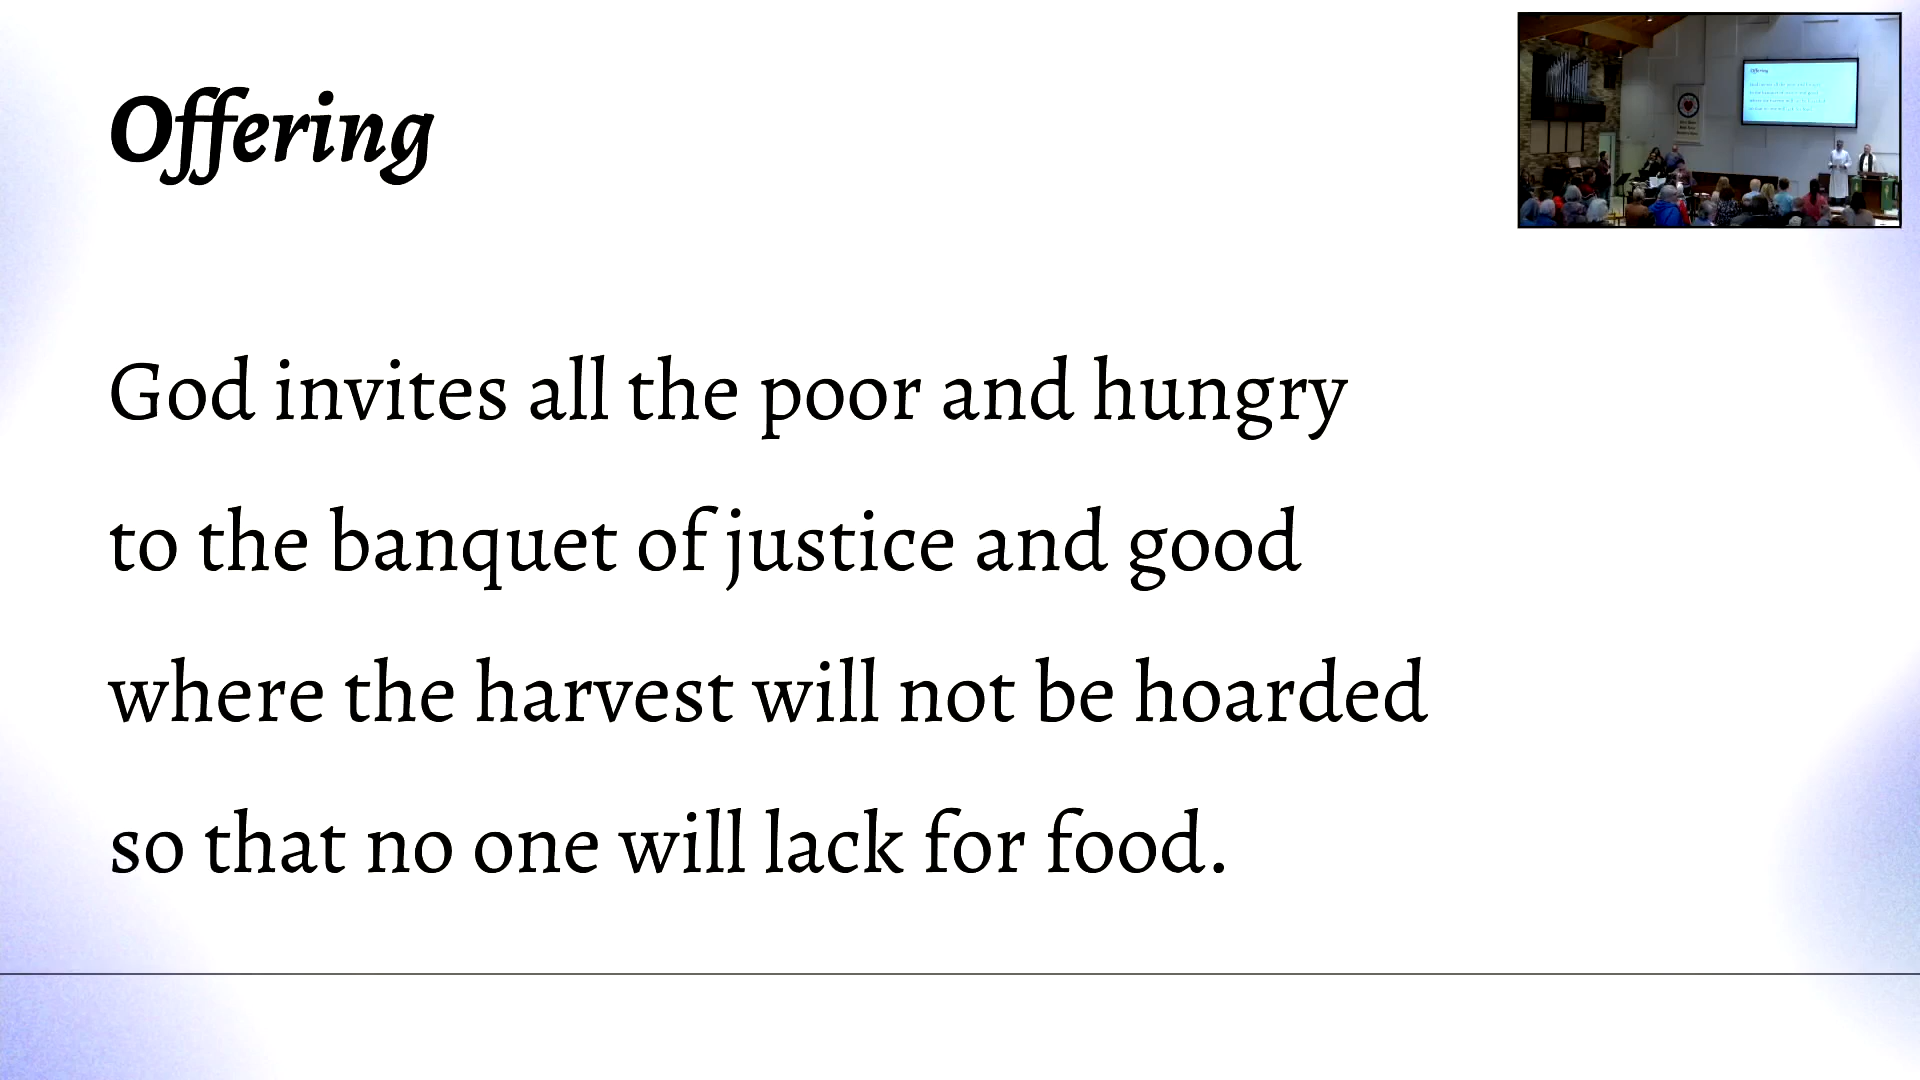 Offering
God invites all the poor and hungry
to the banquet of justice and good
where the harvest will not be hoarded
so that no one will lack for food.